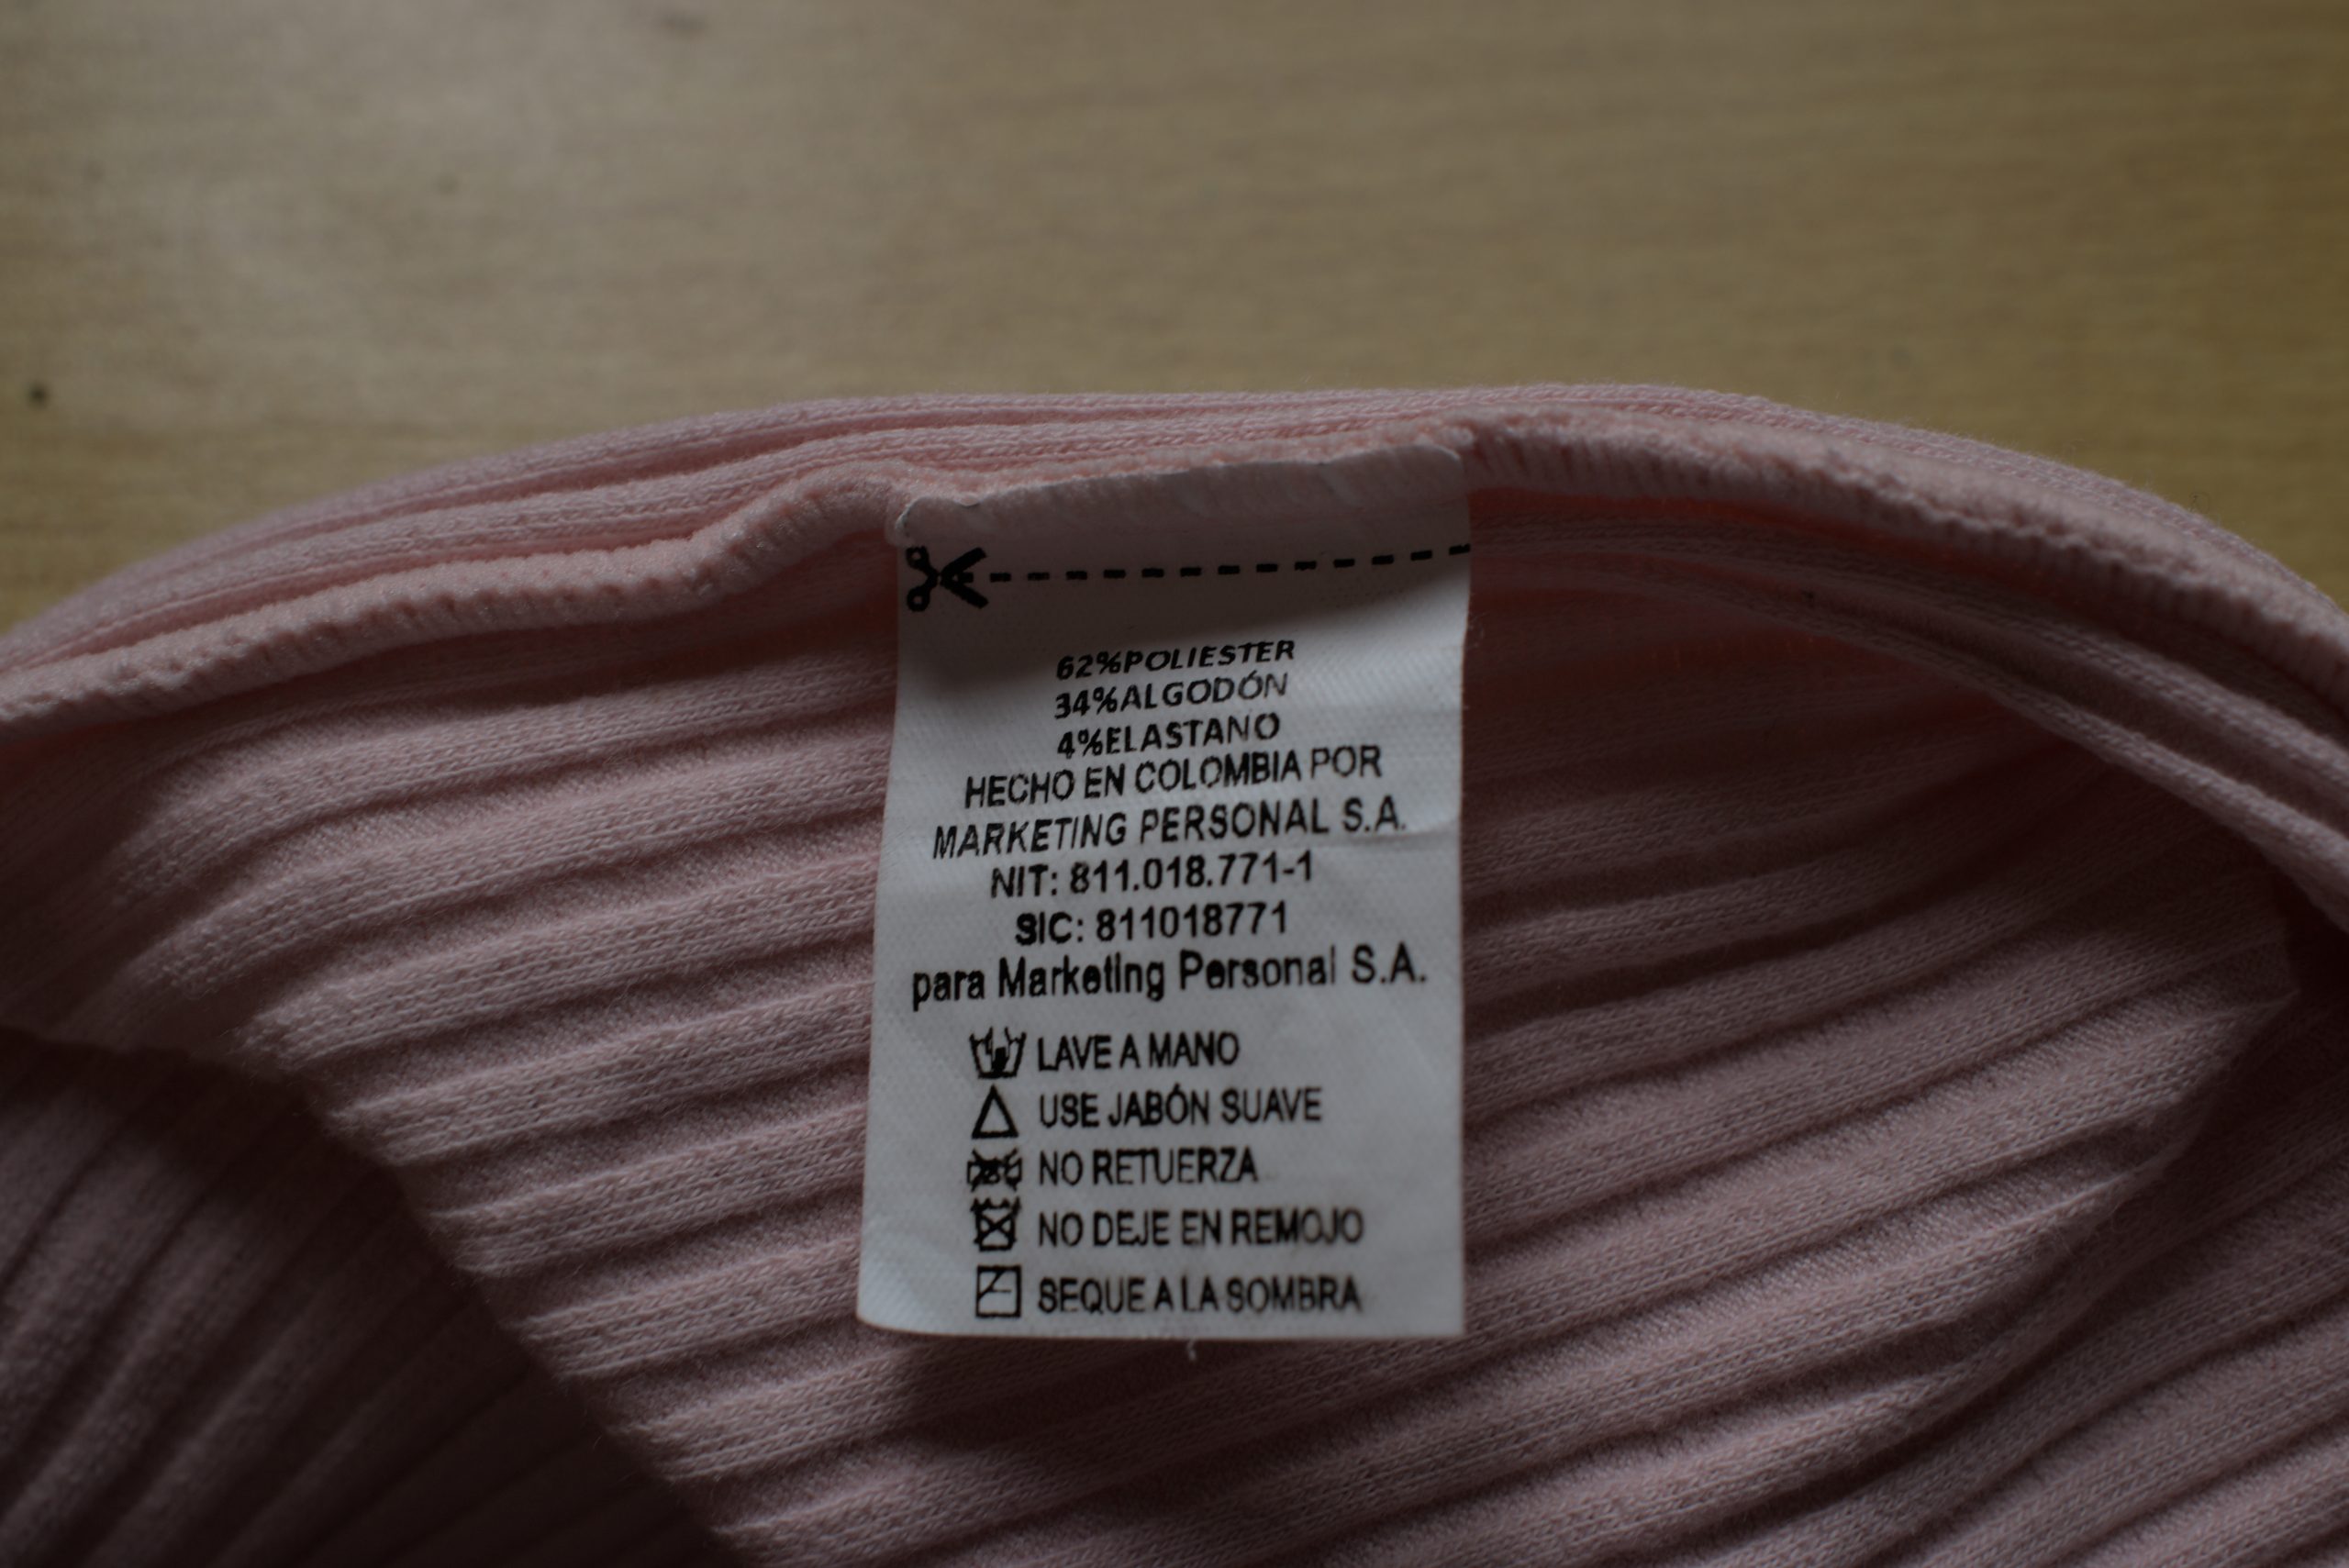 62%POLIESTER
34%ALGODÓN
4%ELASTANO
HECHO EN COLOMBIA POR
MARKETING PERSONAL S.A.
NIT: 811.018.771-1
SIC: 811018771
para Marketing Personal S.A.
LAVE A MANO
USE JABÓN SUAVE
NO RETUERZA
NO DEJE EN REMOJO
SEQUE A LA SOMBRA